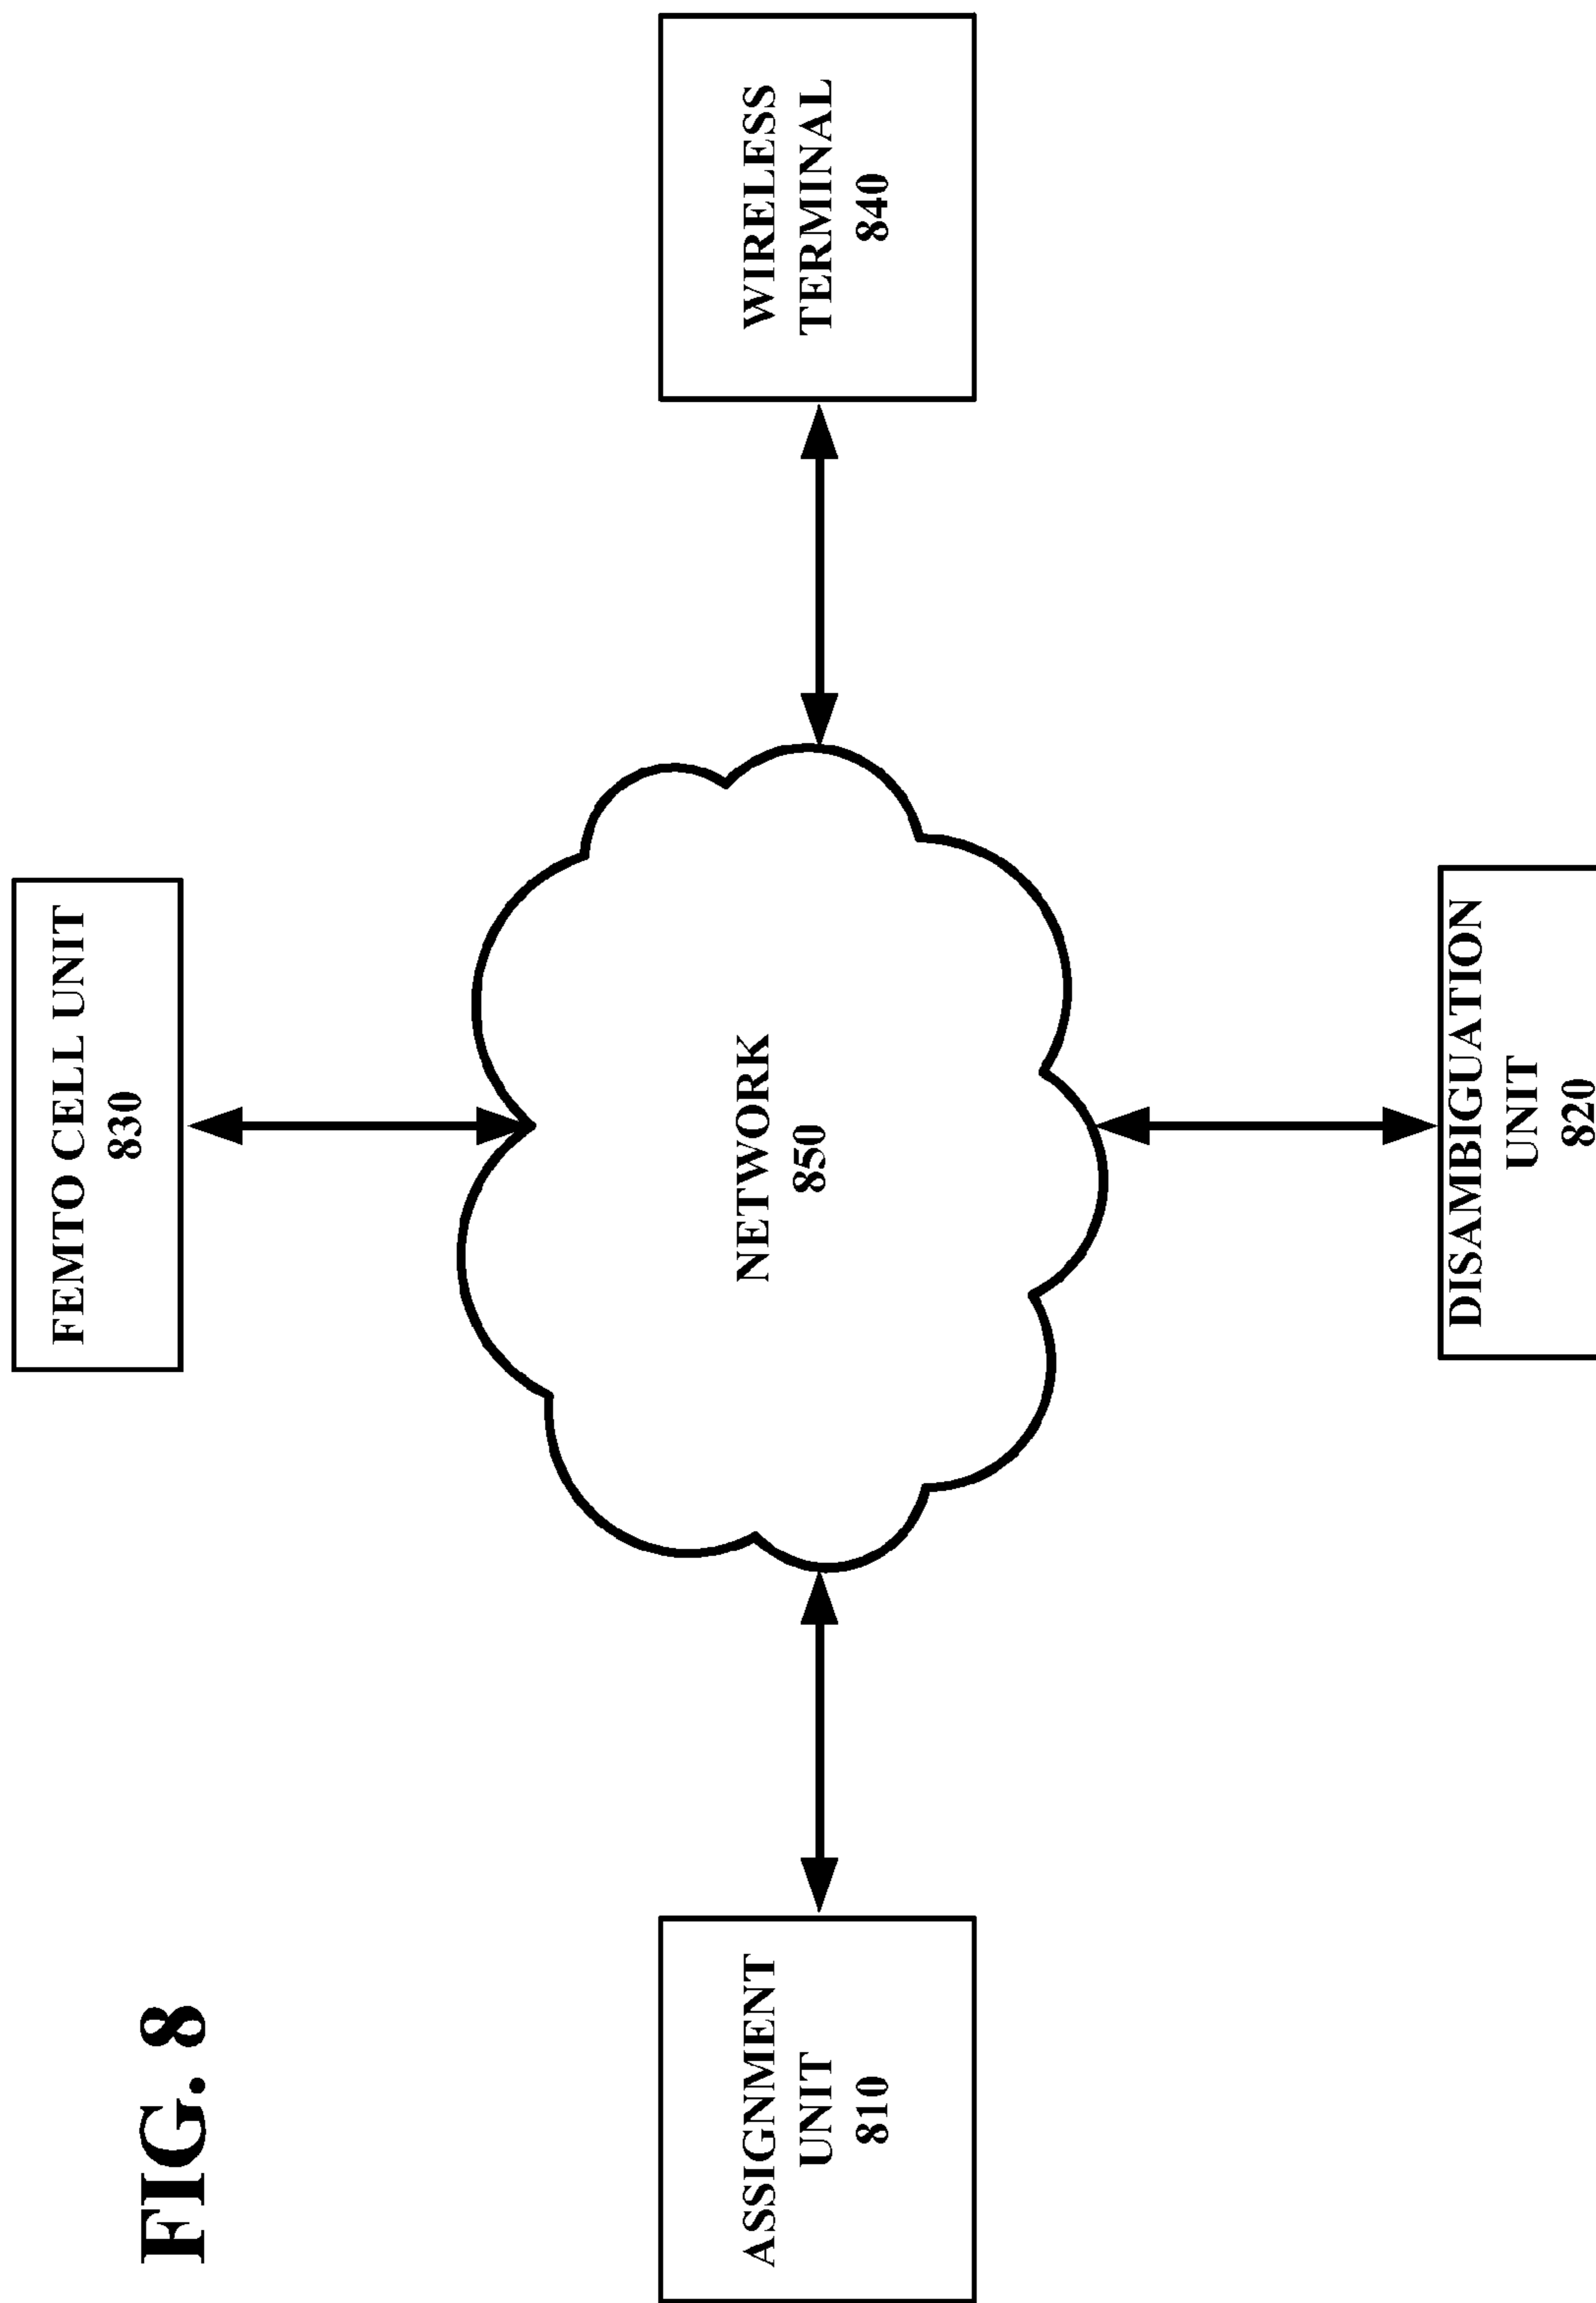 FIG. 8
FEMTO CELL UNIT
830
ASSIGNMENT
UNIT
810
NETWORK
850
WIRELESS
TERMINAL
840
DISAMBIGUATION
UNIT
820